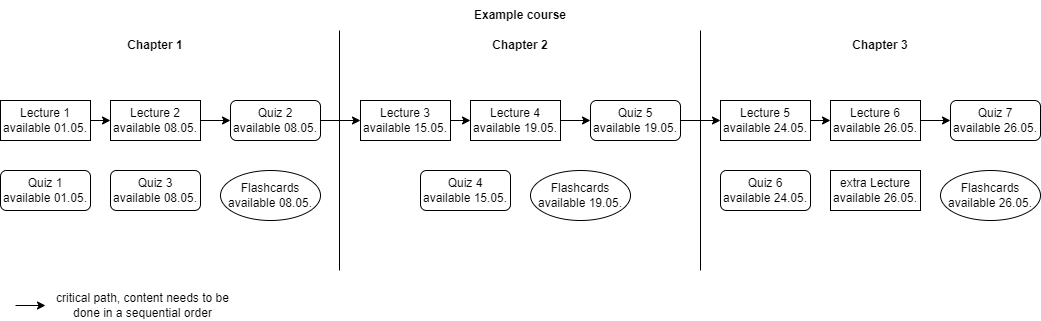 Example course
Chapter 1
Chapter 2
Chapter 3
Lecture 1
available 01.05.
Lecture 2
available 08.05.
Quiz 2
available 08.05.
Lecture 3
available 15.05.
Lecture 4
available 19.05.
Quiz 5
available 19.05.
Lecture 5
available 24.05.
Lecture 6
available 26.05.
Quiz 7
available 26.05.
Quiz 1
available 01.05.
Quiz 3
available 08.05.
Flashcards
available 08.05.
Quiz 4
available 15.05.
Flashcards
available 19.05.
Quiz 6
available 24.05.
extra Lecture
available 26.05.
Flashcards
available 26.05.
critical path, content needs to be
done in a sequential order